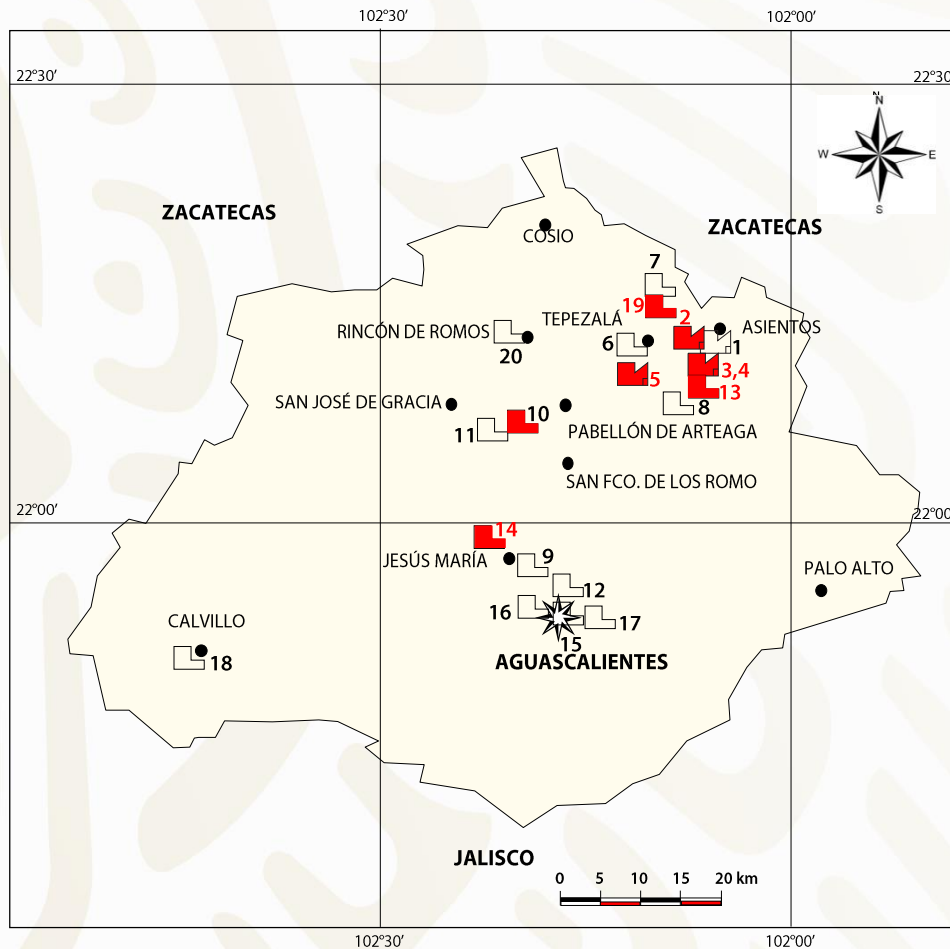 102°30’
102°00’
22°30’
22°30
N
N
W
E
S
ZACATECAS
ZACATECAS
COSIO
7
19
2
TEPEZALÁ
ASIENTOS
RINCÓN DE ROMOS
6
1
20
3,4
5
13
SAN JOSÉ DE GRACIA
10
8
11
PABELLÓN DE ARTEAGA
SAN FCO. DE LOS ROMO
22°00’
22°00
14
JESÚS MARÍA
9
PALO ALTO
12
16
CALVILLO
17
15
18
AGUASCALIENTES
JALISCO
0 5 10 15 20 km
102°30’
102°00’